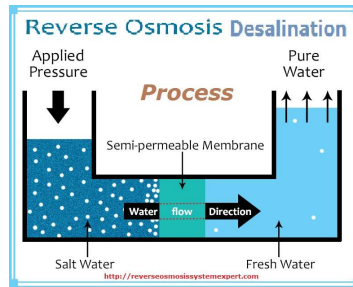 Reverse Osmosis Desalination
Applied
Pressure
Pure
Water
Process
Semi-permeable Membrane
Water flow Direction
Salt Water
Fresh Water
http://reverseosmosissystemexpert.com